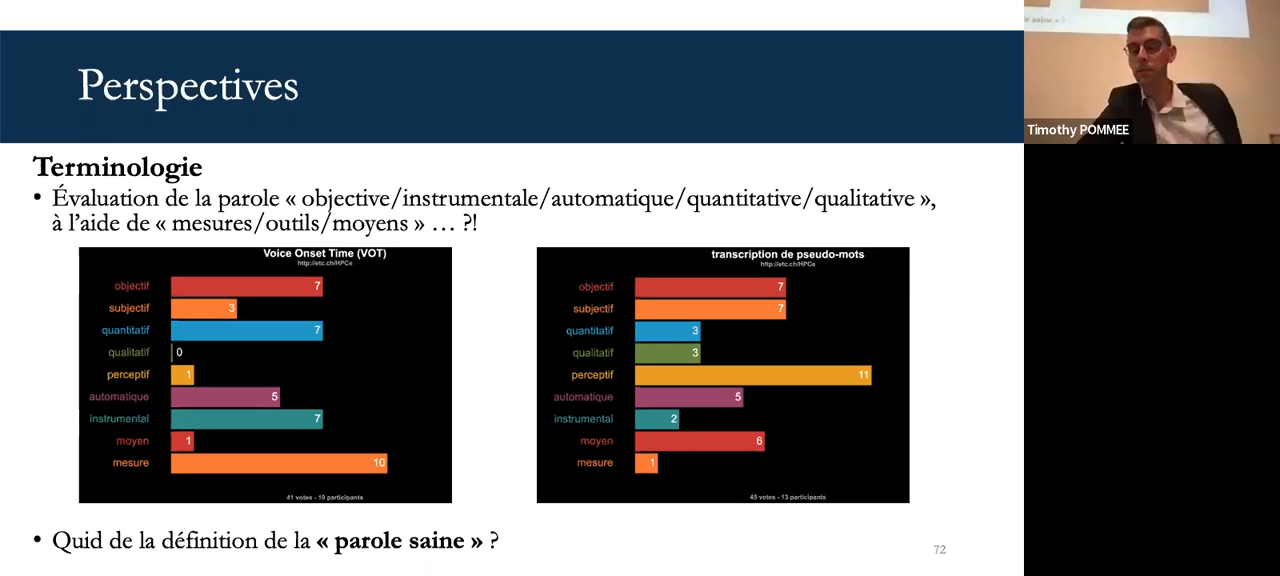 Perspectives
Terminologie
• Évaluation de la parole « objective/instrumentale/automatique/quantitative/qualitative »,
à l’aide de « mesures/outils/moyens » … ?!
Voice Onset Time (VOT)
http://etc.ch/HPCe
objectif 7
subjectif 3
quantitatif 7
qualitatif 0
perceptif 1
automatique 5
instrumental 7
moyen 1
mesure 10
41 votes - 10 participants
transcription de pseudo-mots
http://etc.ch/HPCe
objectif 7
subjectif 7
quantitatif 3
qualitatif 3
perceptif 11
automatique 5
instrumental 2
moyen 6
mesure 1
45 votes - 13 participants
• Quid de la définition de la « parole saine » ?
72
saine » ?
Timothy POMMEE